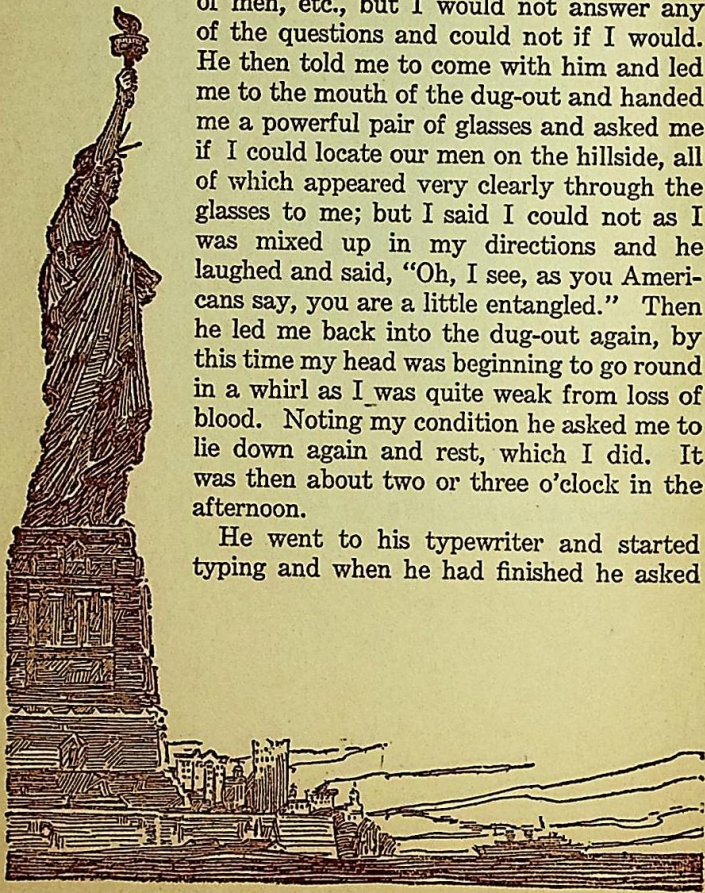 of men, etc., but I would not answer any
of the questions and could not if I would.
He then told me to come with him and led
me to the mouth of the dug-out and handed
me a powerful pair of glasses and asked me
if I could locate our men on the hillside, all
of which appeared very clearly through the
glasses to me; but I said I could not as I
was mixed up in my directions and he
laughed and said, “Oh, I see, as you Ameri-
cans say, you are a little entangled.” Then
he led me back into the dug-out again, by
this time my head was beginning to go round
in a whirl as I was quite weak from loss of
blood. Noting my condition he asked me to
lie down again and rest, which I did. It
was then about two or three o’clock in the
afternoon.
He went to his typewriter and started
typing and when he had finished he asked